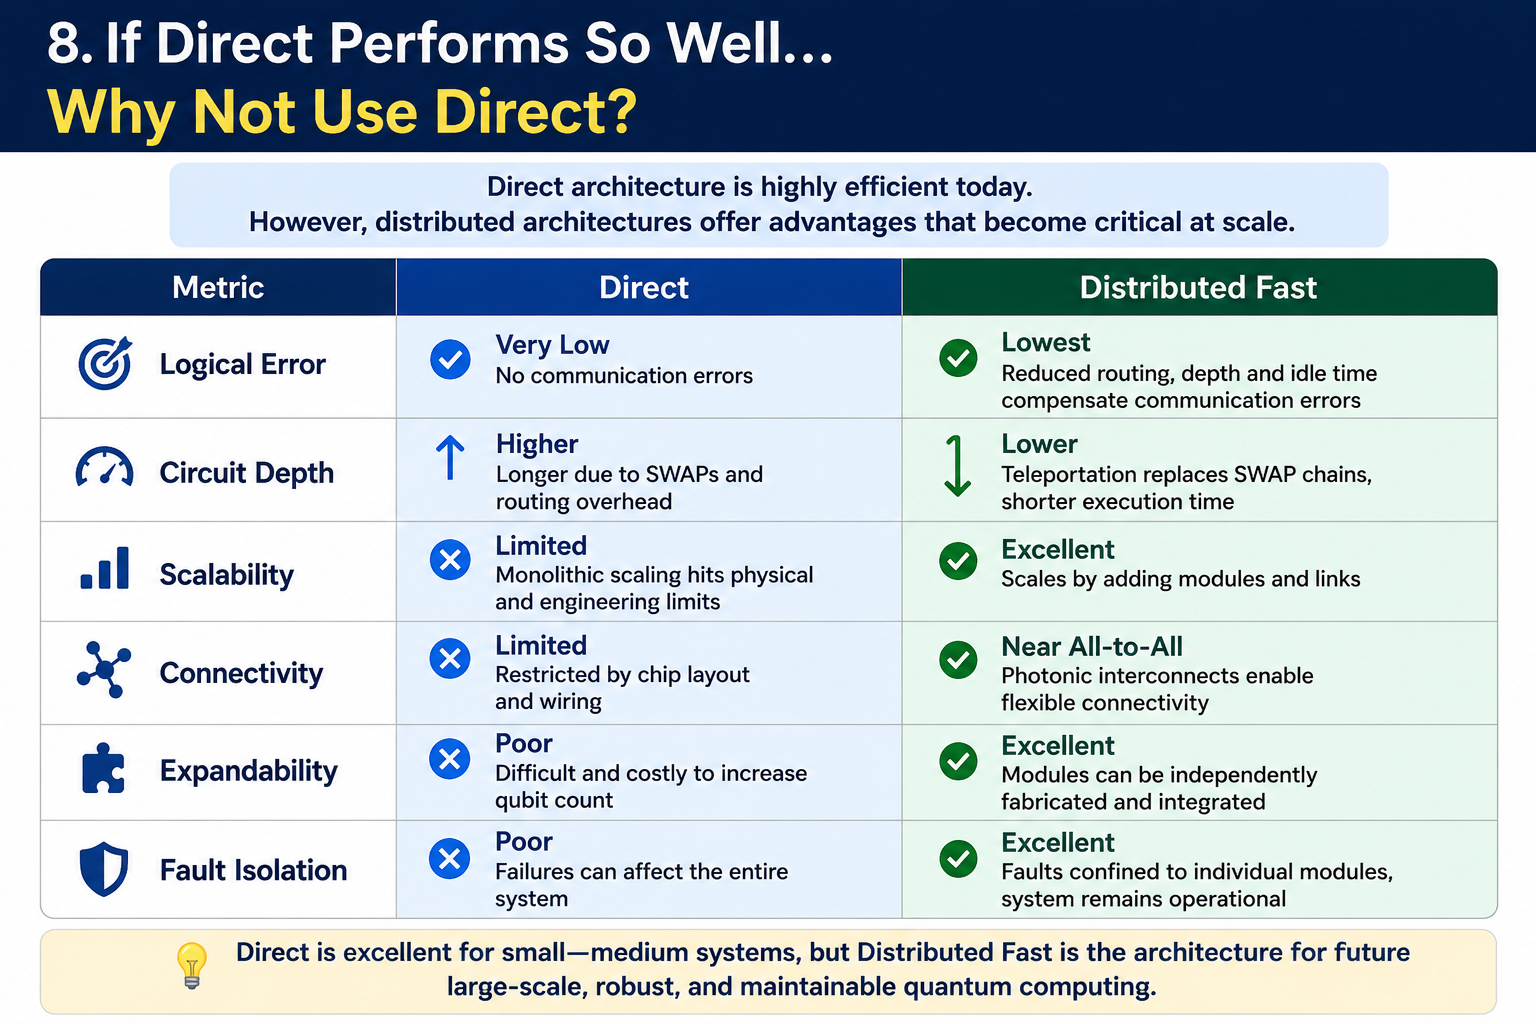 8. If Direct Performs So Well...
Why Not Use Direct?
Direct architecture is highly efficient today.
However, distributed architectures offer advantages that become critical at scale.
Metric
Direct
Distributed Fast
Logical Error
Very Low
No communication errors
Lowest
Reduced routing, depth and idle time
compensate communication errors
Circuit Depth
Higher
Longer due to SWAPs and
routing overhead
Lower
Teleportation replaces SWAP chains,
shorter execution time
Scalability
Limited
Monolithic scaling hits physical
and engineering limits
Excellent
Scales by adding modules and links
Connectivity
Limited
Restricted by chip layout
and wiring
Near All-to-All
Photonic interconnects enable
flexible connectivity
Expandability
Poor
Difficult and costly to increase
qubit count
Excellent
Modules can be independently
fabricated and integrated
Fault Isolation
Poor
Failures can affect the entire
system
Excellent
Faults confined to individual modules,
system remains operational
Direct is excellent for small—medium systems, but Distributed Fast is the architecture for future
large-scale, robust, and maintainable quantum computing.